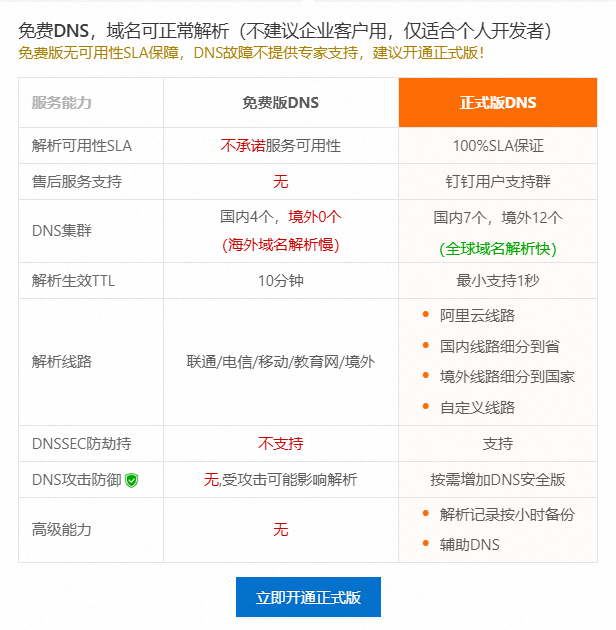 免费DNS，域名可正常解析（不建议企业客户用，仅适合个人开发者）
免费版无可用性SLA保障，DNS故障不提供专家支持，建议开通正式版！
服务能力 免费版DNS 正式版DNS
解析可用性SLA 不承诺服务可用性 100%SLA保证
售后服务支持 无 钉钉用户支持群
DNS集群 国内4个，境外0个 国内7个，境外12个
(海外域名解析慢) (全球域名解析快)
解析生效TTL 10分钟 最小支持1秒
解析线路 联通/电信/移动/教育网/境外
阿里云线路
国内线路细分到省
境外线路细分到国家
自定义线路
DNSSEC防劫持 不支持 支持
DNS攻击防御 无,受攻击可能影响解析 按需增加DNS安全版
高级能力 无
解析记录按小时备份
辅助DNS
立即开通正式版